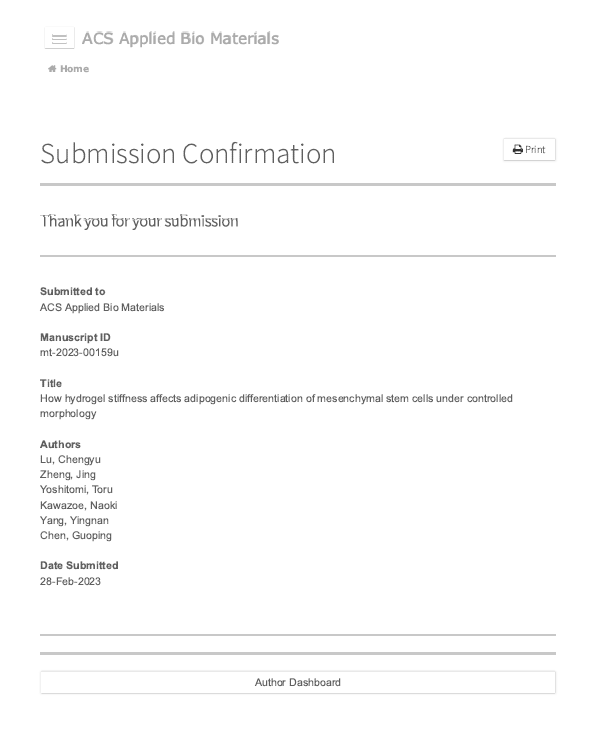 ACS Applied Bio Materials
Home
Submission Confirmation
Print
Thank you for your submission
Submitted to
ACS Applied Bio Materials
Manuscript ID
mt-2023-00159u
Title
How hydrogel stiffness affects adipogenic differentiation of mesenchymal stem cells under controlled
morphology
Authors
Lu, Chengyu
Zheng, Jing
Yoshitomi, Toru
Kawazoe, Naoki
Yang, Yingnan
Chen, Guoping
Date Submitted
28-Feb-2023
Author Dashboard